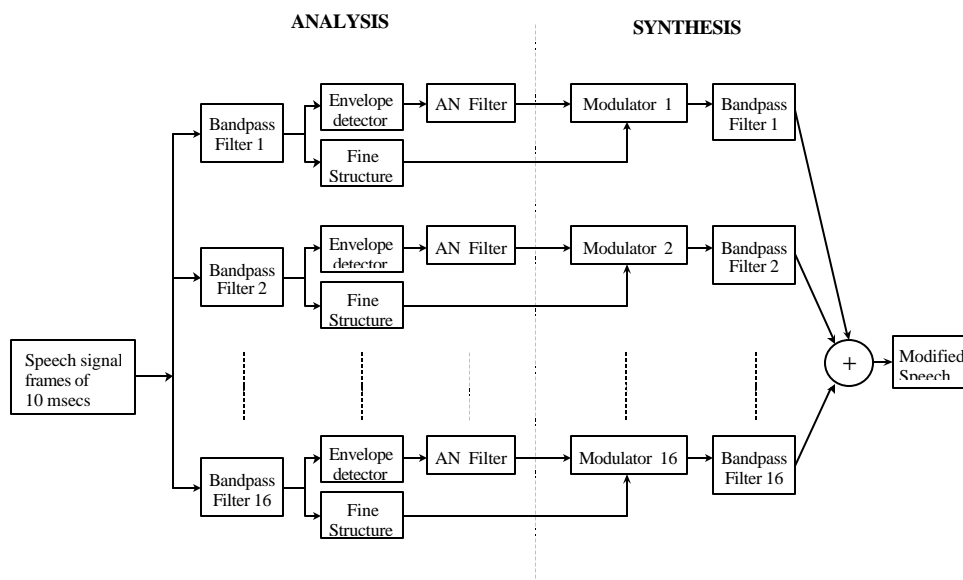 ANALYSIS
SYNTHESIS
Envelope
detector
AN Filter
Modulator 1
Bandpass
Filter 1
Bandpass
Filter 1
Fine
Structure
Envelope
detector
AN Filter
Modulator 2
Bandpass
Filter 2
Bandpass
Filter 2
Fine
Structure
Speech signal
frames of
10 msecs
+
Modified
Speech
Envelope
detector
AN Filter
Modulator 16
Bandpass
Filter 16
Bandpass
Filter 16
Fine
Structure